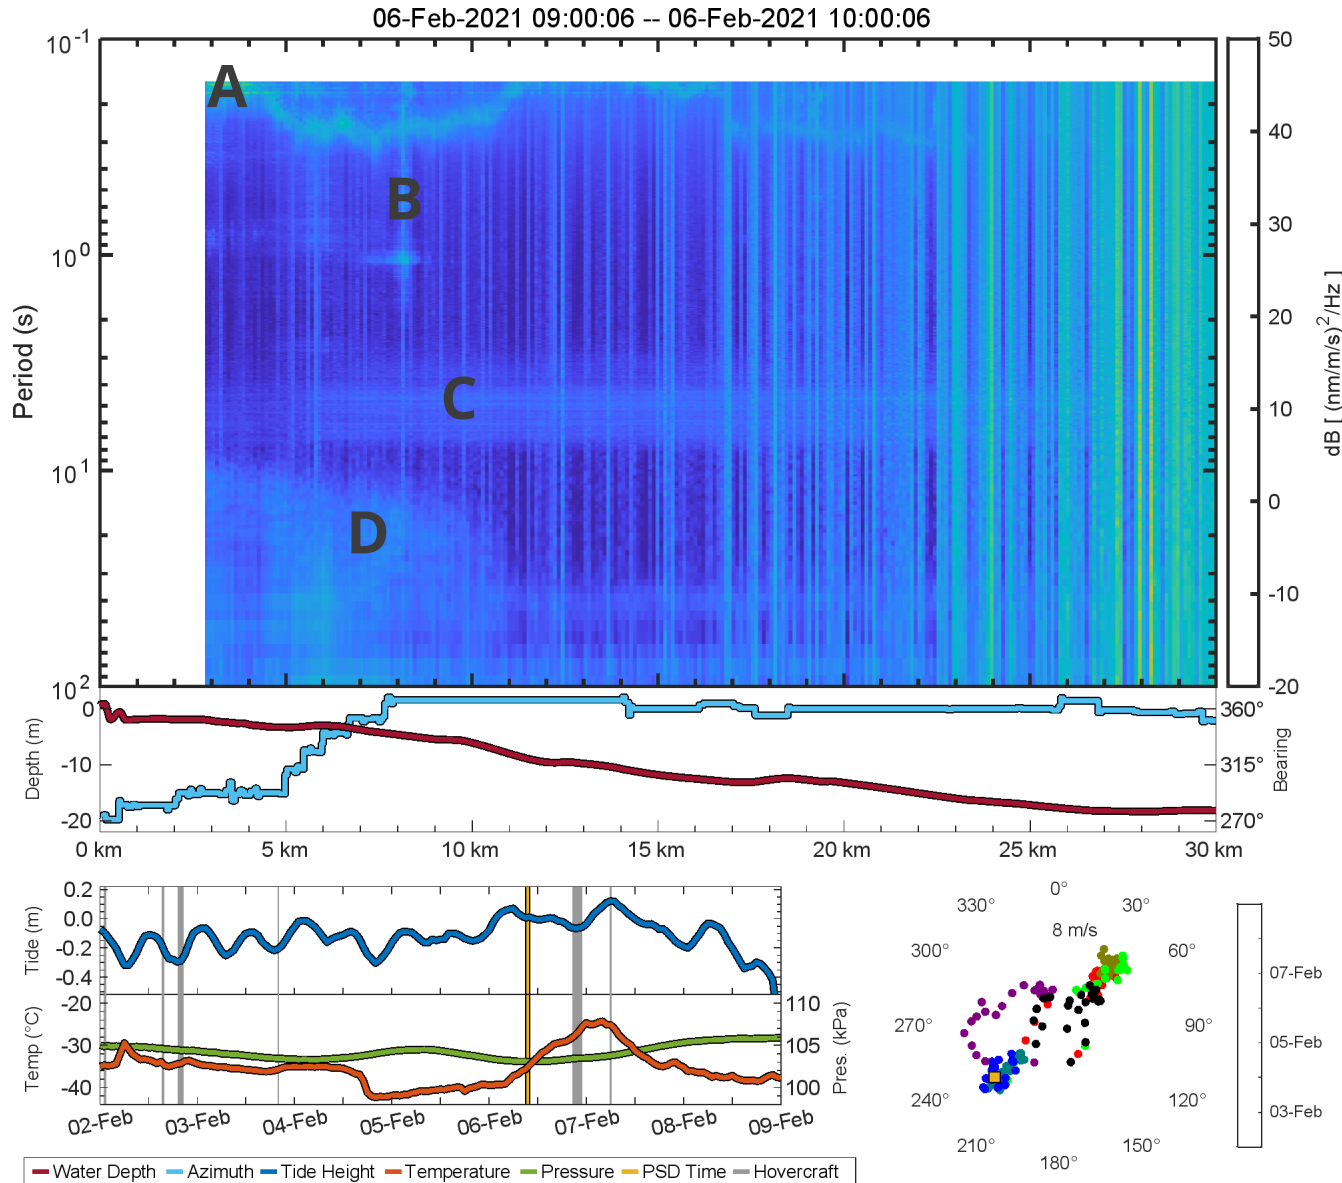 06-Feb-2021 09:00:06 -- 06-Feb-2021 10:00:06
10^-1
10^0
10^1
10^2
Period (s)
A
B
C
D
50
40
30
20
10
0
-10
-20
dB [ (nm/m/s)^2/Hz ]
0
-10
-20
Depth (m)
360°
315°
270°
Bearing
0 km
5 km
10 km
15 km
20 km
25 km
30 km
0.2
0.0
-0.2
-0.4
Tide (m)
-20
-30
-40
Temp (°C)
110
105
100
Pres. (kPa)
02-Feb
03-Feb
04-Feb
05-Feb
06-Feb
07-Feb
08-Feb
09-Feb
0°
30°
60°
90°
120°
150°
180°
210°
240°
270°
300°
330°
8 m/s
07-Feb
05-Feb
03-Feb
Water Depth Azimuth Tide Height Temperature Pressure PSD Time Hovercraft